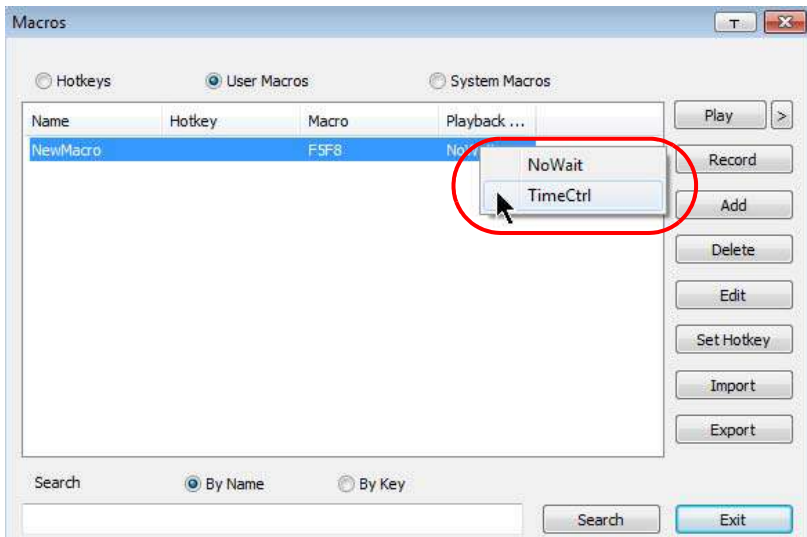 Macros
Hotkeys User Macros System Macros
Name Hotkey Macro Playback ...
Play >
NewMacro F5F8
NoWait
Record
TimeCtrl
Add
Delete
Edit
Set Hotkey
Import
Export
Search By Name By Key
Search Exit